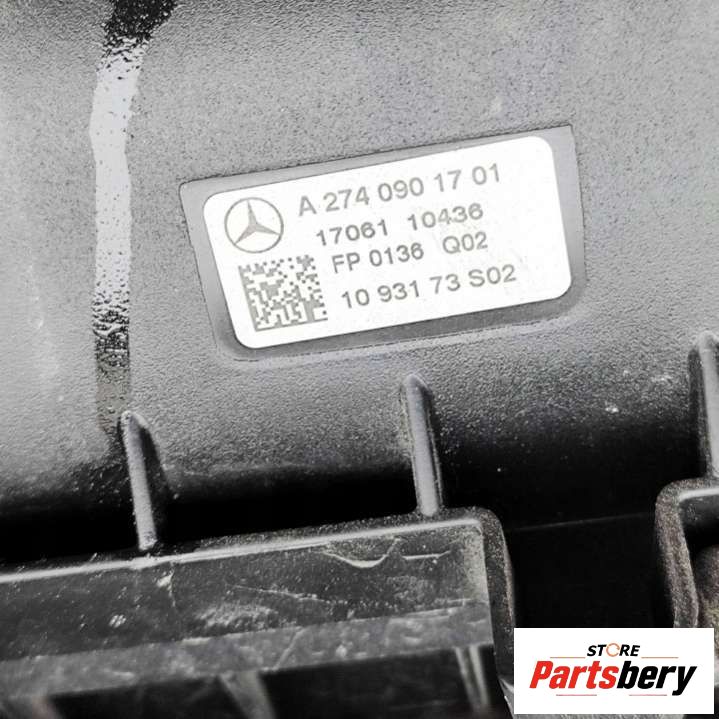 A 274 090 17 01
17061 10436
FP 0136 Q02
10 931 73 S02
STORE
Partsbery